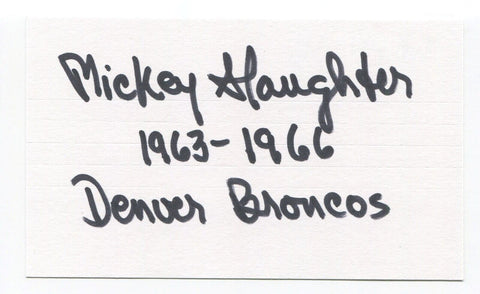 Mickey Slaughter
1963-1966
Denver Broncos